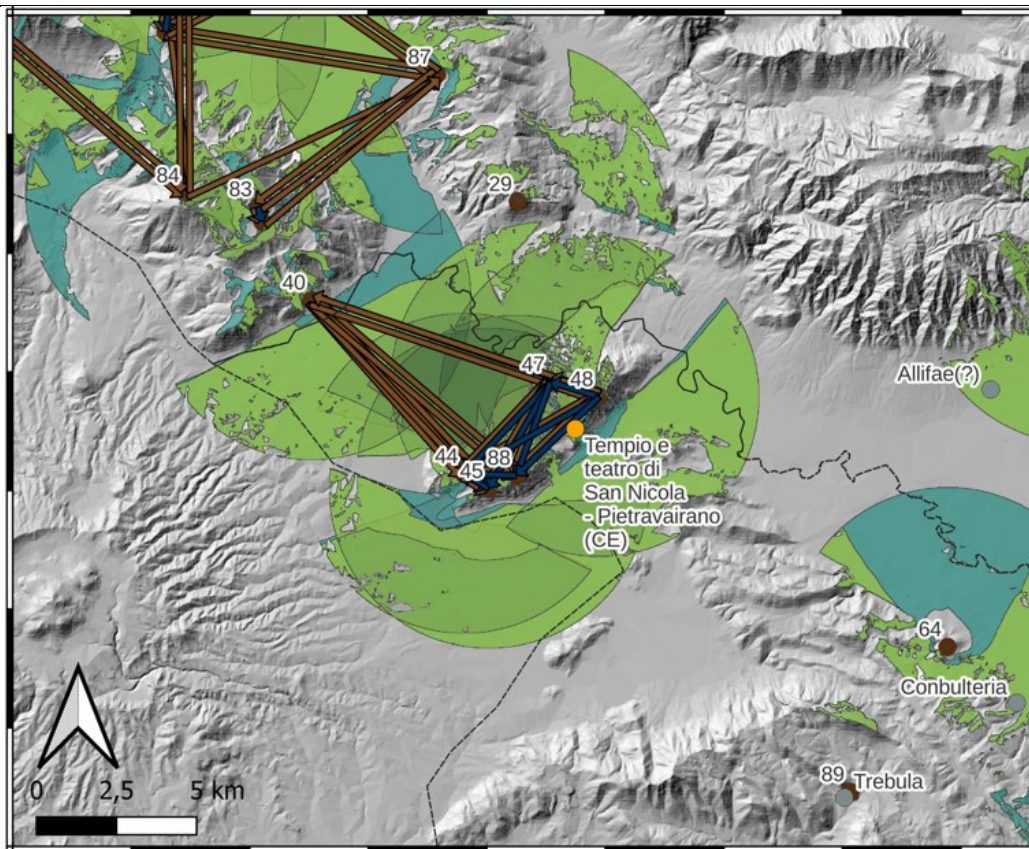 87
84
83
29
40
47
48
44
45
88
Allifae(?)
Tempio e
teatro di
San Nicola
- Pietravairano
(CE)
64
Conbulteria
89
Trebula
0
2,5
5 km